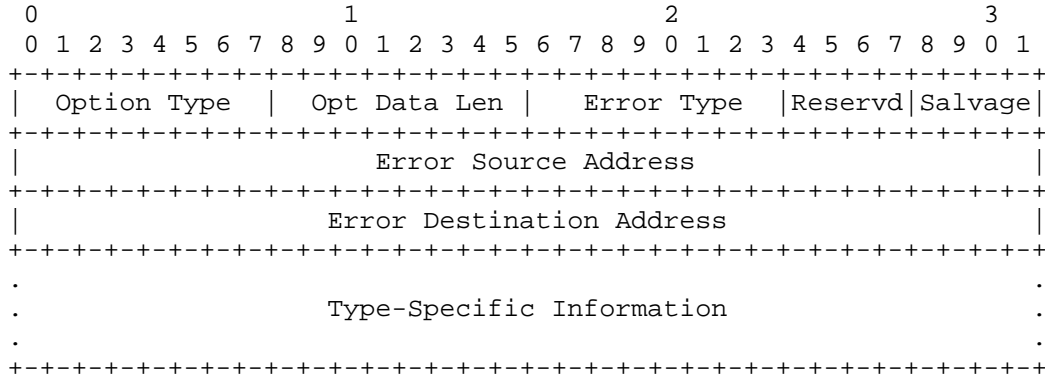 0                   1                   2                   3
0 1 2 3 4 5 6 7 8 9 0 1 2 3 4 5 6 7 8 9 0 1 2 3 4 5 6 7 8 9 0 1
+-+-+-+-+-+-+-+-+-+-+-+-+-+-+-+-+-+-+-+-+-+-+-+-+-+-+-+-+-+-+-+-+
|  Option Type  |  Opt Data Len |   Error Type  |Reservd|Salvage|
+-+-+-+-+-+-+-+-+-+-+-+-+-+-+-+-+-+-+-+-+-+-+-+-+-+-+-+-+-+-+-+-+
|                      Error Source Address                     |
+-+-+-+-+-+-+-+-+-+-+-+-+-+-+-+-+-+-+-+-+-+-+-+-+-+-+-+-+-+-+-+-+
|                   Error Destination Address                   |
+-+-+-+-+-+-+-+-+-+-+-+-+-+-+-+-+-+-+-+-+-+-+-+-+-+-+-+-+-+-+-+-+
.                                                               .
.                   Type-Specific Information                   .
.                                                               .
+-+-+-+-+-+-+-+-+-+-+-+-+-+-+-+-+-+-+-+-+-+-+-+-+-+-+-+-+-+-+-+-+